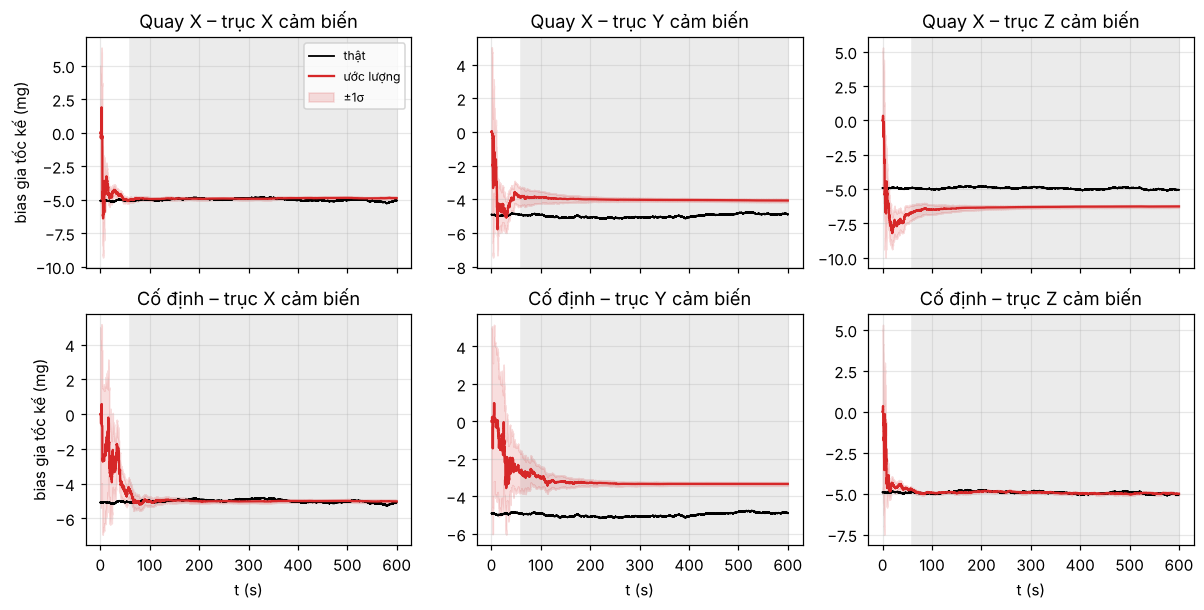 Quay X – trục X cảm biến
Quay X – trục Y cảm biến
Quay X – trục Z cảm biến
bias gia tốc kế (mg)
5.0
2.5
0.0
−2.5
−5.0
−7.5
−10.0
thật
ước lượng
±1σ
4
2
0
−2
−4
−6
−8
5.0
2.5
0.0
−2.5
−5.0
−7.5
−10.0
Cố định – trục X cảm biến
Cố định – trục Y cảm biến
Cố định – trục Z cảm biến
bias gia tốc kế (mg)
4
2
0
−2
−4
−6
0 100 200 300 400 500 600
t (s)
4
2
0
−2
−4
−6
0 100 200 300 400 500 600
t (s)
5.0
2.5
0.0
−2.5
−5.0
−7.5
0 100 200 300 400 500 600
t (s)